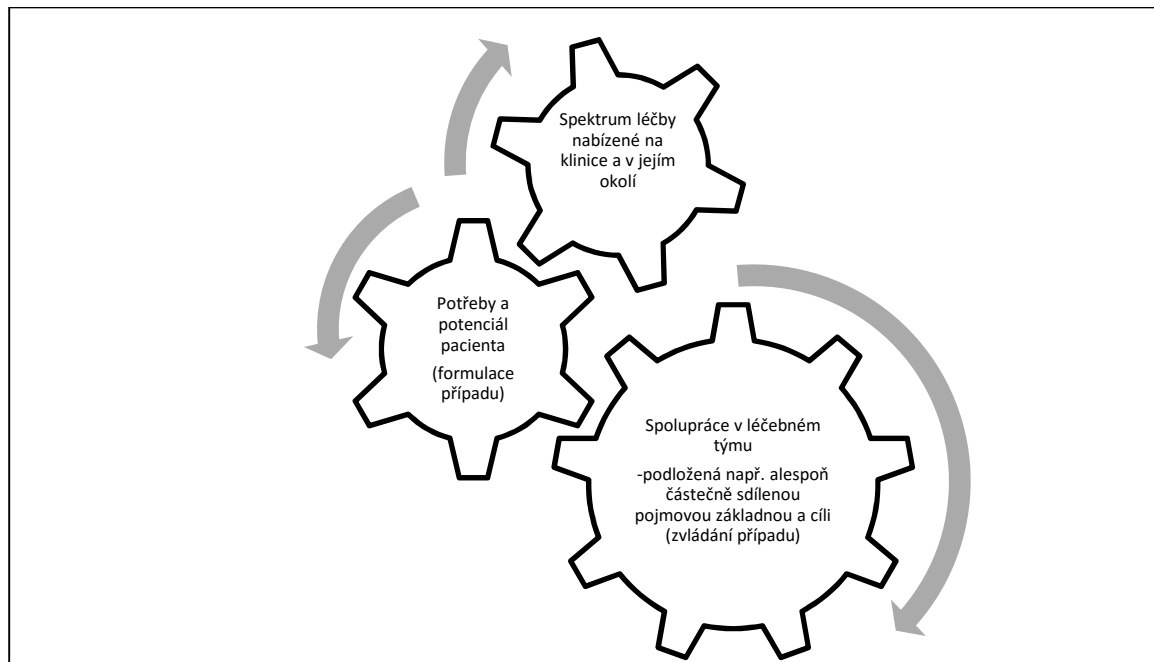 Spektrum léčby
nabízené na
klinice a v jejím
okolí
Potřeby a
potenciál
pacienta
(formulace
případu)
Spolupráce v léčebném
týmu
-podložená např. alespoň
částečně sdílenou
pojmovou základnou a cíli
(zvládání případu)